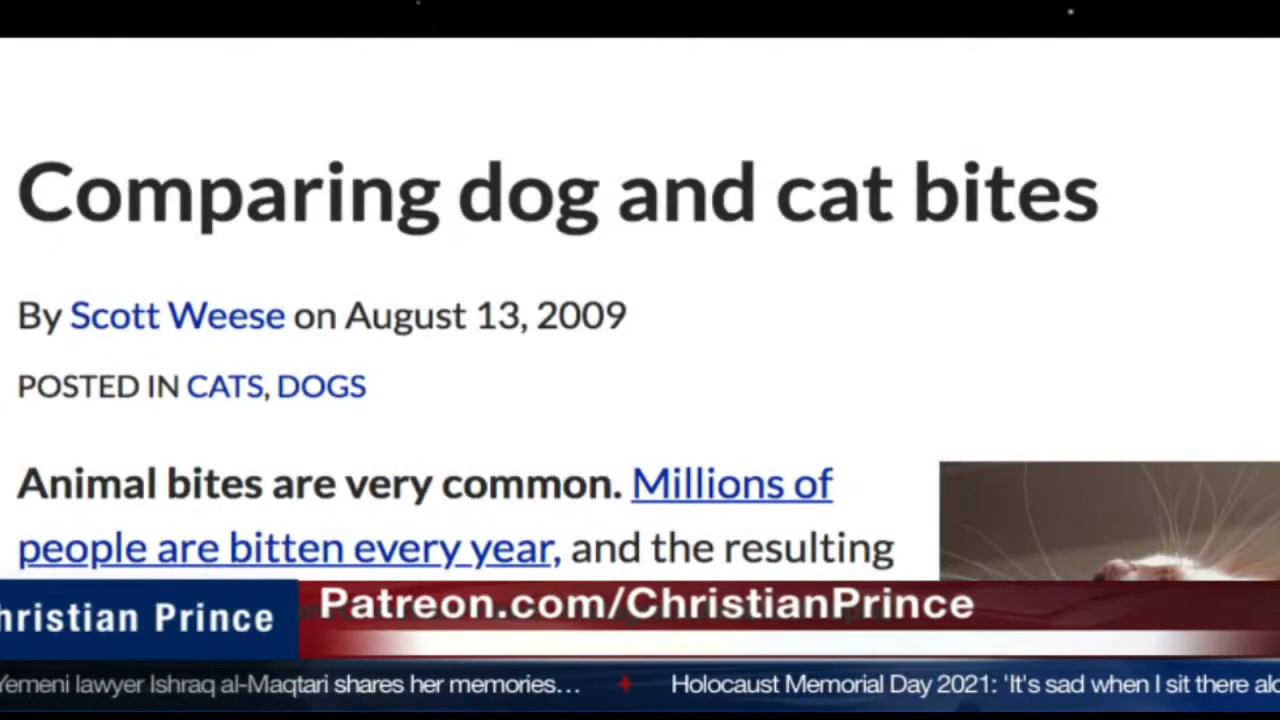 Comparing dog and cat bites
By Scott Weese on August 13, 2009
POSTED IN CATS, DOGS
Animal bites are very common. Millions of
people are bitten every year, and the resulting
hristian Prince
Patreon.com/ChristianPrince
Yemeni lawyer Ishraq al-Maqtari shares her memories... ♦ Holocaust Memorial Day 2021: 'It's sad when I sit there alo